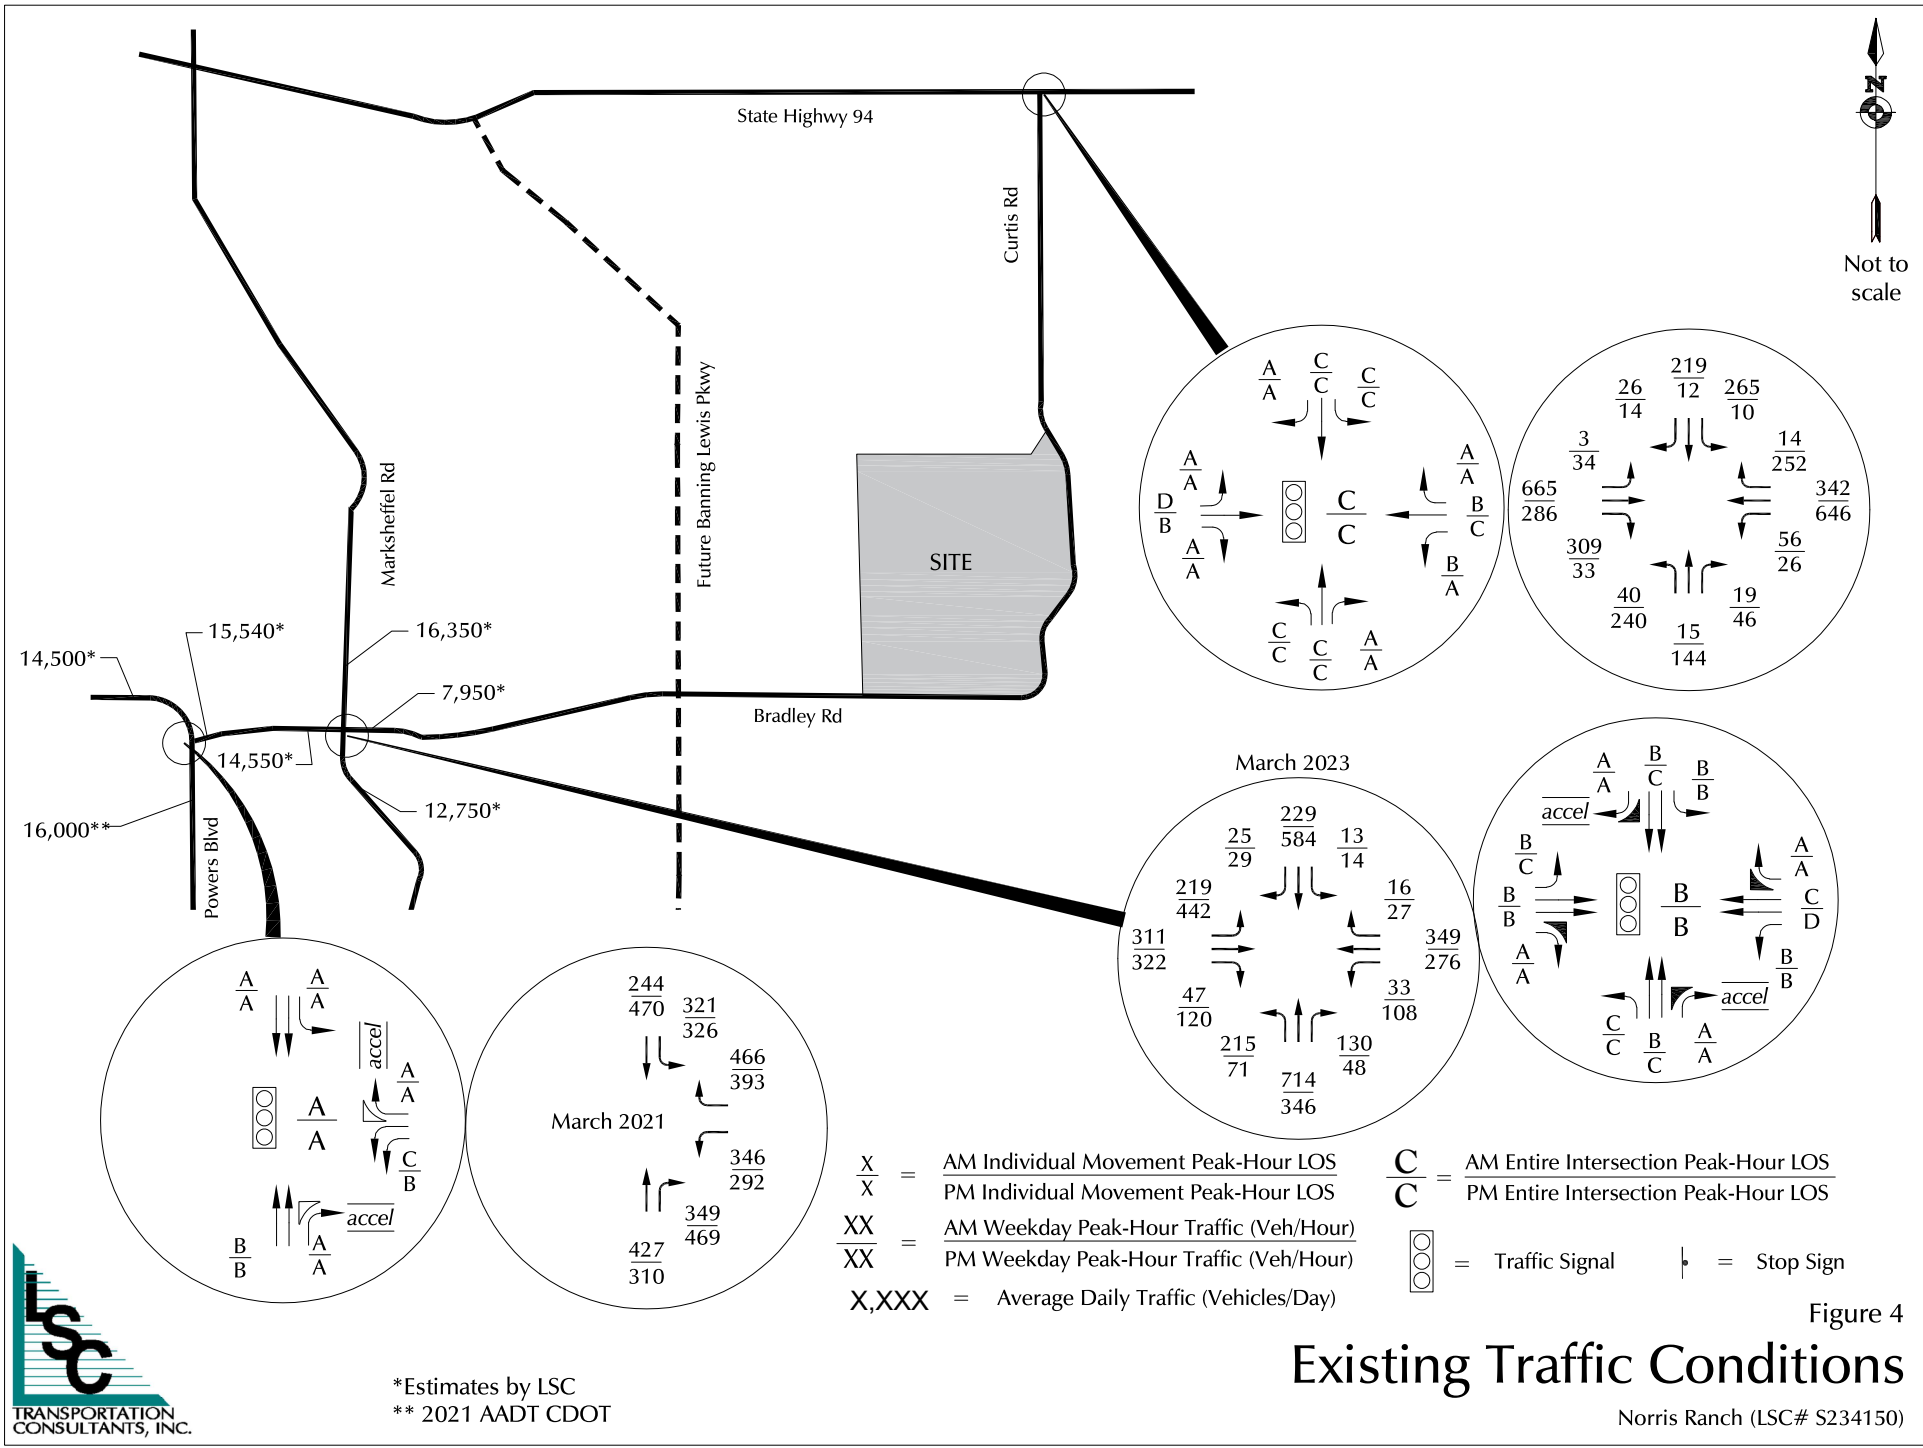 State Highway 94
N
Not to
scale
Curtis Rd
Future Banning Lewis Pkwy
Marksheffel Rd
SITE
Bradley Rd
Powers Blvd
14,500*
15,540*
16,350*
7,950*
14,550*
12,750*
16,000**
A
A
C
C
C
C
A
A
D
B
A
A
C
C
A
A
B
C
B
A
C
C
C
C
A
A
219
12
26
14
265
10
3
34
14
252
665
286
342
646
309
33
56
26
40
240
19
46
15
144
March 2023
229
584
25
29
13
14
219
442
16
27
311
322
349
276
47
120
33
108
215
71
130
48
714
346
A
A
B
C
B
B
accel
B
C
A
A
B
B
B
B
C
D
A
A
B
B
accel
C
C
B
C
A
A
A
A
A
A
accel
A
A
A
A
C
B
accel
B
B
A
A
244
470
321
326
466
393
March 2021
346
292
349
469
427
310
X
X
=
AM Individual Movement Peak-Hour LOS
PM Individual Movement Peak-Hour LOS
XX
XX
=
AM Weekday Peak-Hour Traffic (Veh/Hour)
PM Weekday Peak-Hour Traffic (Veh/Hour)
X,XXX = Average Daily Traffic (Vehicles/Day)
C
C
=
AM Entire Intersection Peak-Hour LOS
PM Entire Intersection Peak-Hour LOS
= Traffic Signal
= Stop Sign
Figure 4
Existing Traffic Conditions
Norris Ranch (LSC# S234150)
*Estimates by LSC
** 2021 AADT CDOT
LSC
TRANSPORTATION
CONSULTANTS, INC.